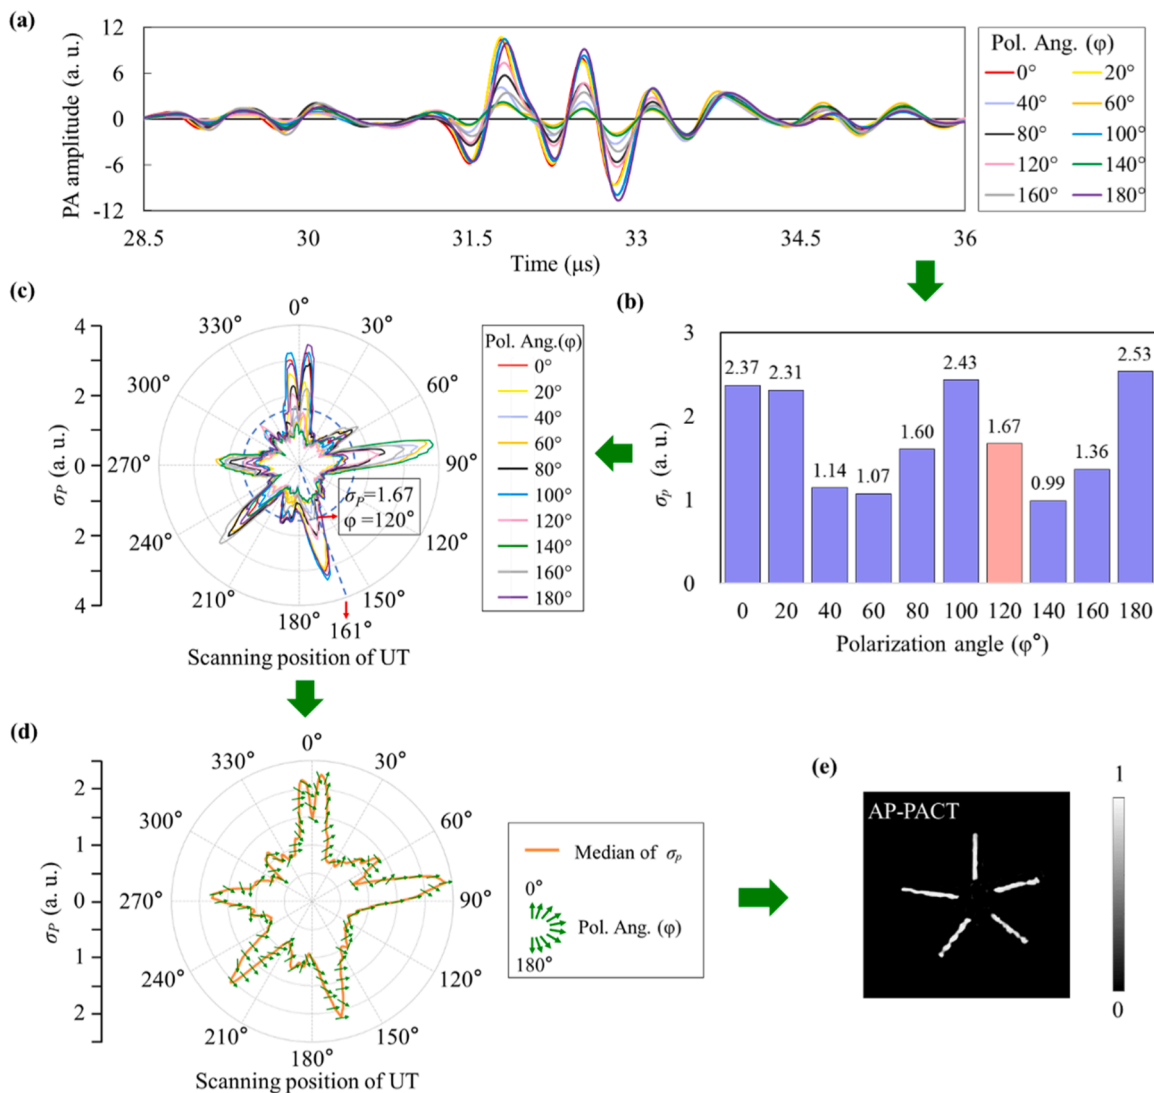 (a)
PA amplitude (a. u.)
12
6
0
-6
-12
28.5 30 31.5 33 34.5 36
Time (μs)
Pol. Ang. (φ)
0° 20°
40° 60°
80° 100°
120° 140°
160° 180°
(c)
σP (a. u.)
4
2
0
2
4
0°
30°
60°
90°
120°
150°
161°
180°
210°
240°
270°
300°
330°
σP=1.67
φ =120°
Scanning position of UT
Pol. Ang.(φ)
0°
20°
40°
60°
80°
100°
120°
140°
160°
180°
(b)
σp (a. u.)
3
2
1
0
2.37 2.31 1.14 1.07 1.60 2.43 1.67 0.99 1.36 2.53
0 20 40 60 80 100 120 140 160 180
Polarization angle (φ°)
(d)
σP (a. u.)
2
1
0
1
2
0°
30°
60°
90°
120°
150°
180°
210°
240°
270°
300°
330°
Scanning position of UT
Median of σp
0°
Pol. Ang. (φ)
180°
(e)
AP-PACT
1
0